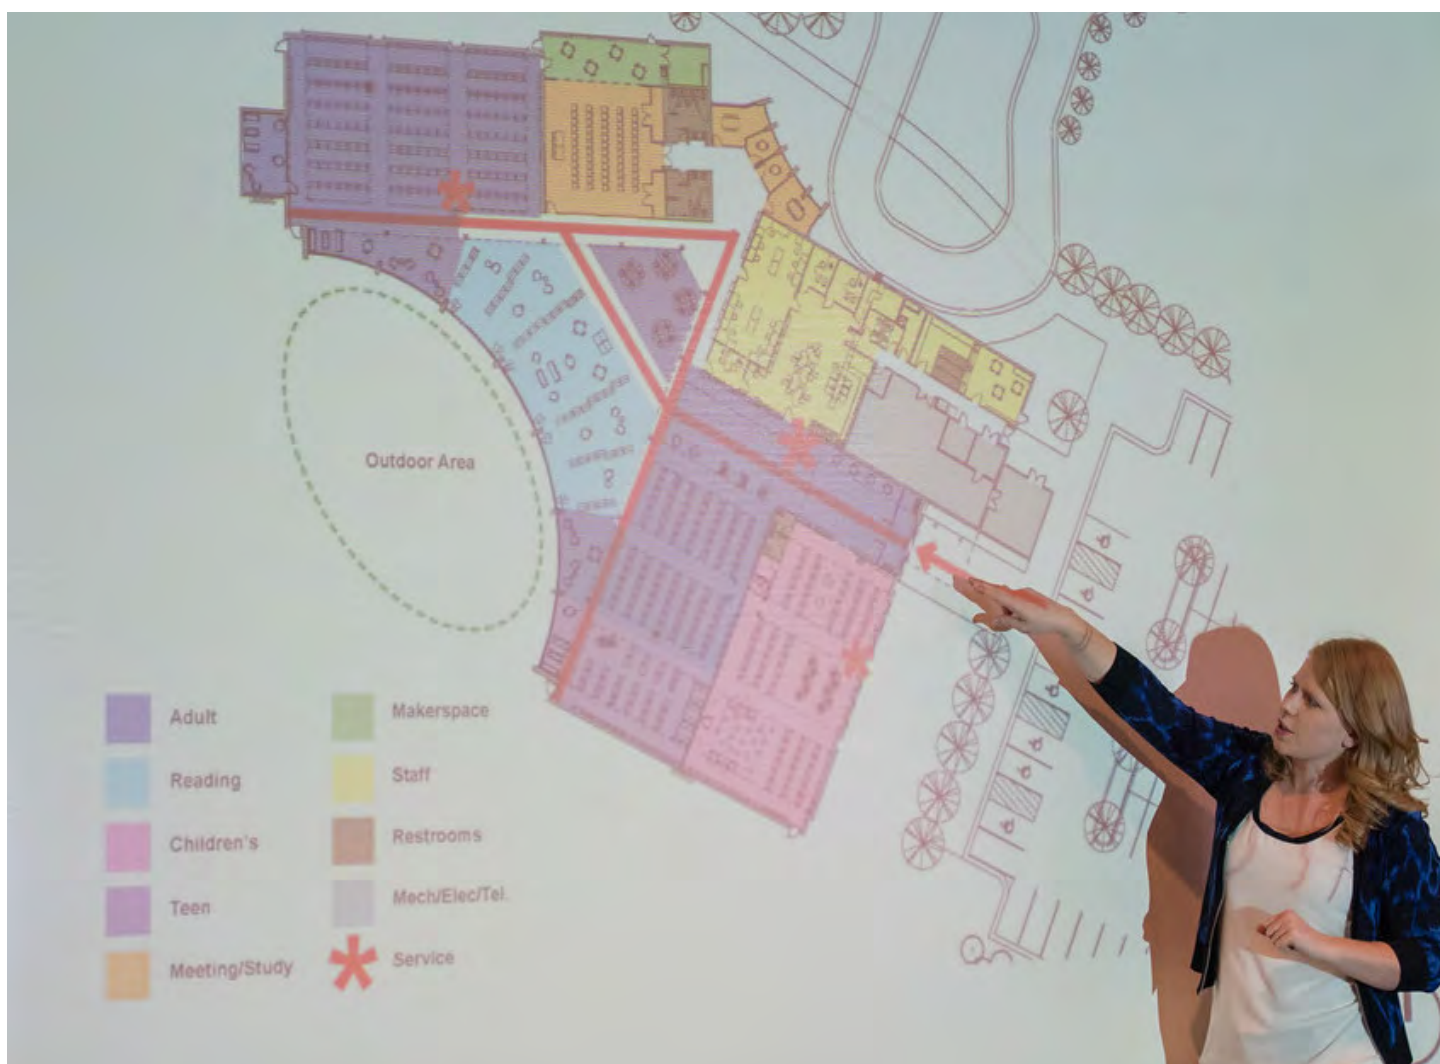 Outdoor Area
Adult
Reading
Children's
Teen
Meeting/Study
Makerspace
Staff
Restrooms
Mech/Elec/Tel.
Service